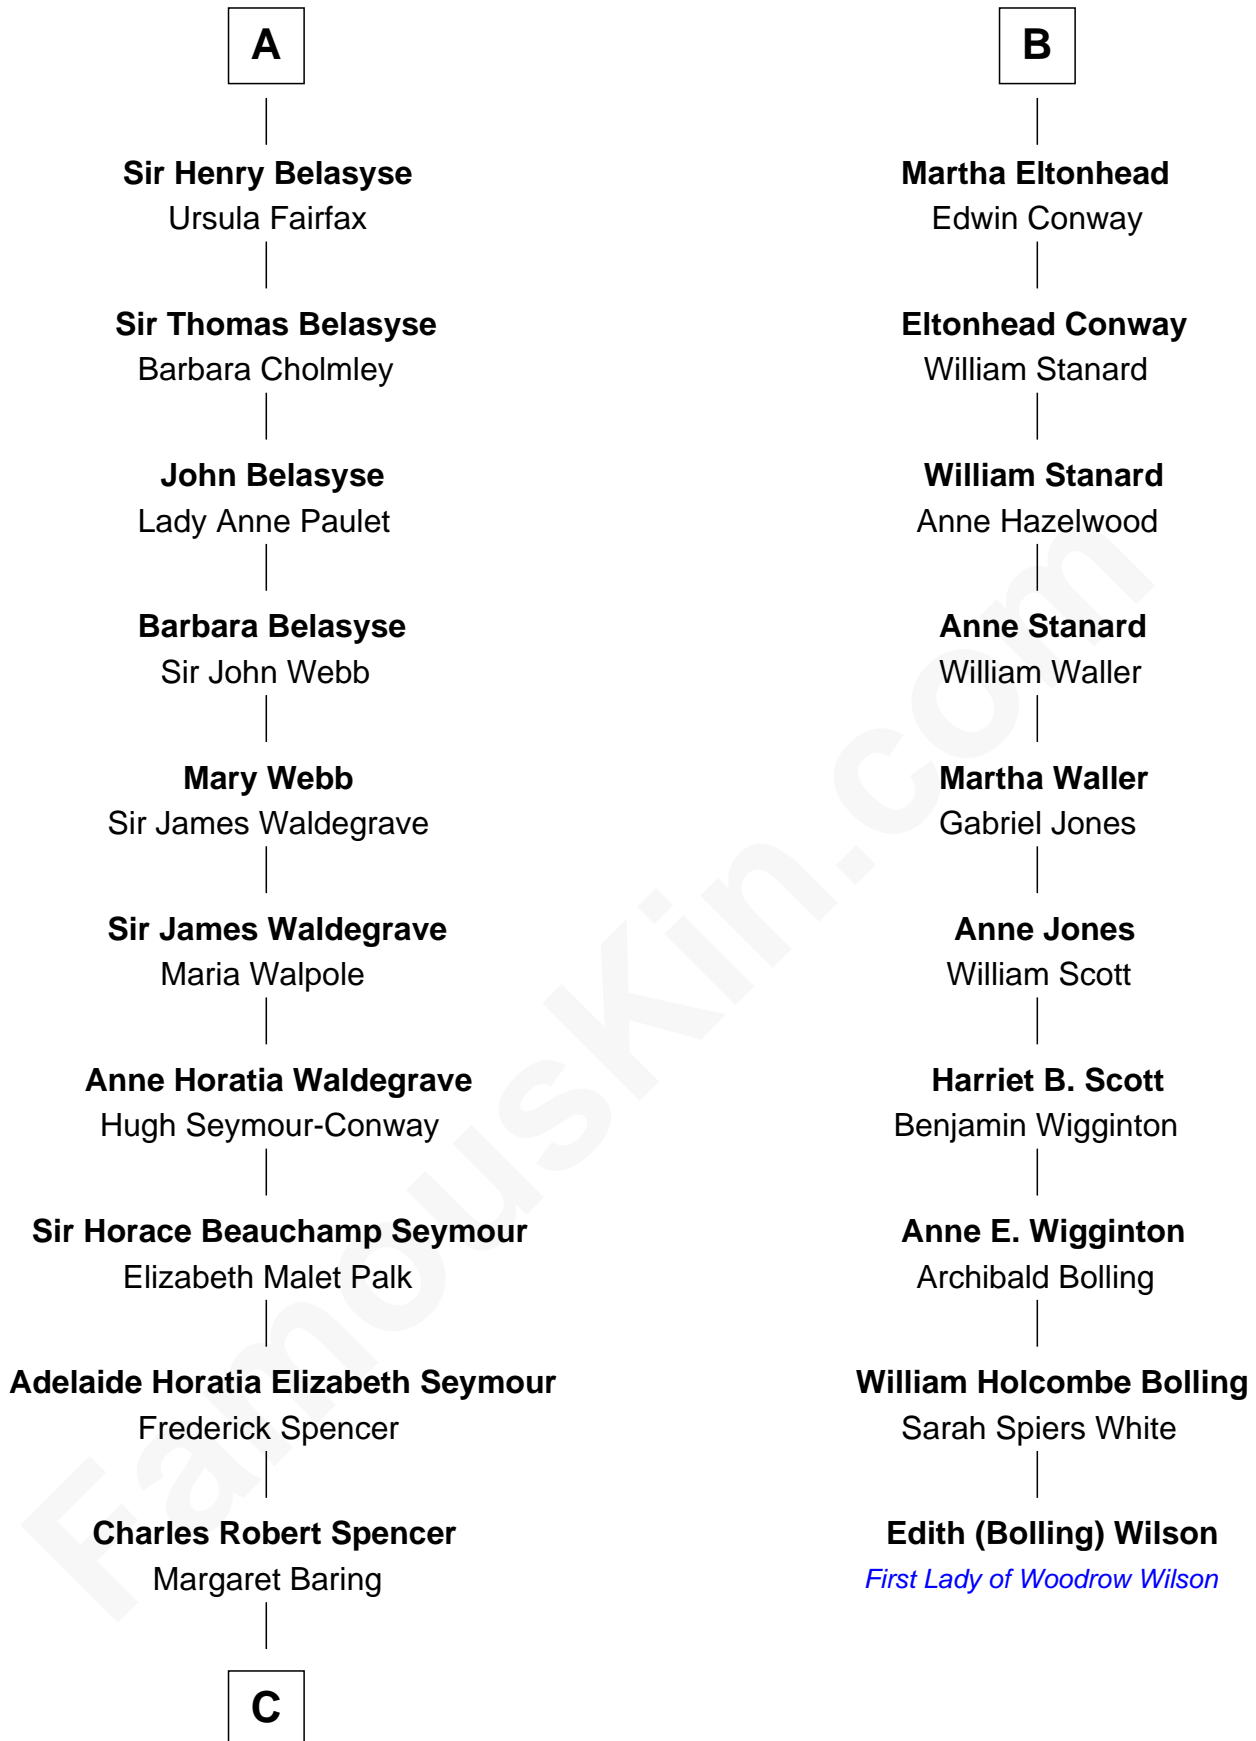 A
Sir Henry Belasyse
Ursula Fairfax
Sir Thomas Belasyse
Barbara Cholmley
John Belasyse
Lady Anne Paulet
Barbara Belasyse
Sir John Webb
Mary Webb
Sir James Waldegrave
Sir James Waldegrave
Maria Walpole
Anne Horatia Waldegrave
Hugh Seymour-Conway
Sir Horace Beauchamp Seymour
Elizabeth Malet Palk
Adelaide Horatia Elizabeth Seymour
Frederick Spencer
Charles Robert Spencer
Margaret Baring
C
B
Martha Eltonhead
Edwin Conway
Eltonhead Conway
William Stanard
William Stanard
Anne Hazelwood
Anne Stanard
William Waller
Martha Waller
Gabriel Jones
Anne Jones
William Scott
Harriet B. Scott
Benjamin Wigginton
Anne E. Wigginton
Archibald Bolling
William Holcombe Bolling
Sarah Spiers White
Edith (Bolling) Wilson
First Lady of Woodrow Wilson
FamousKin.com